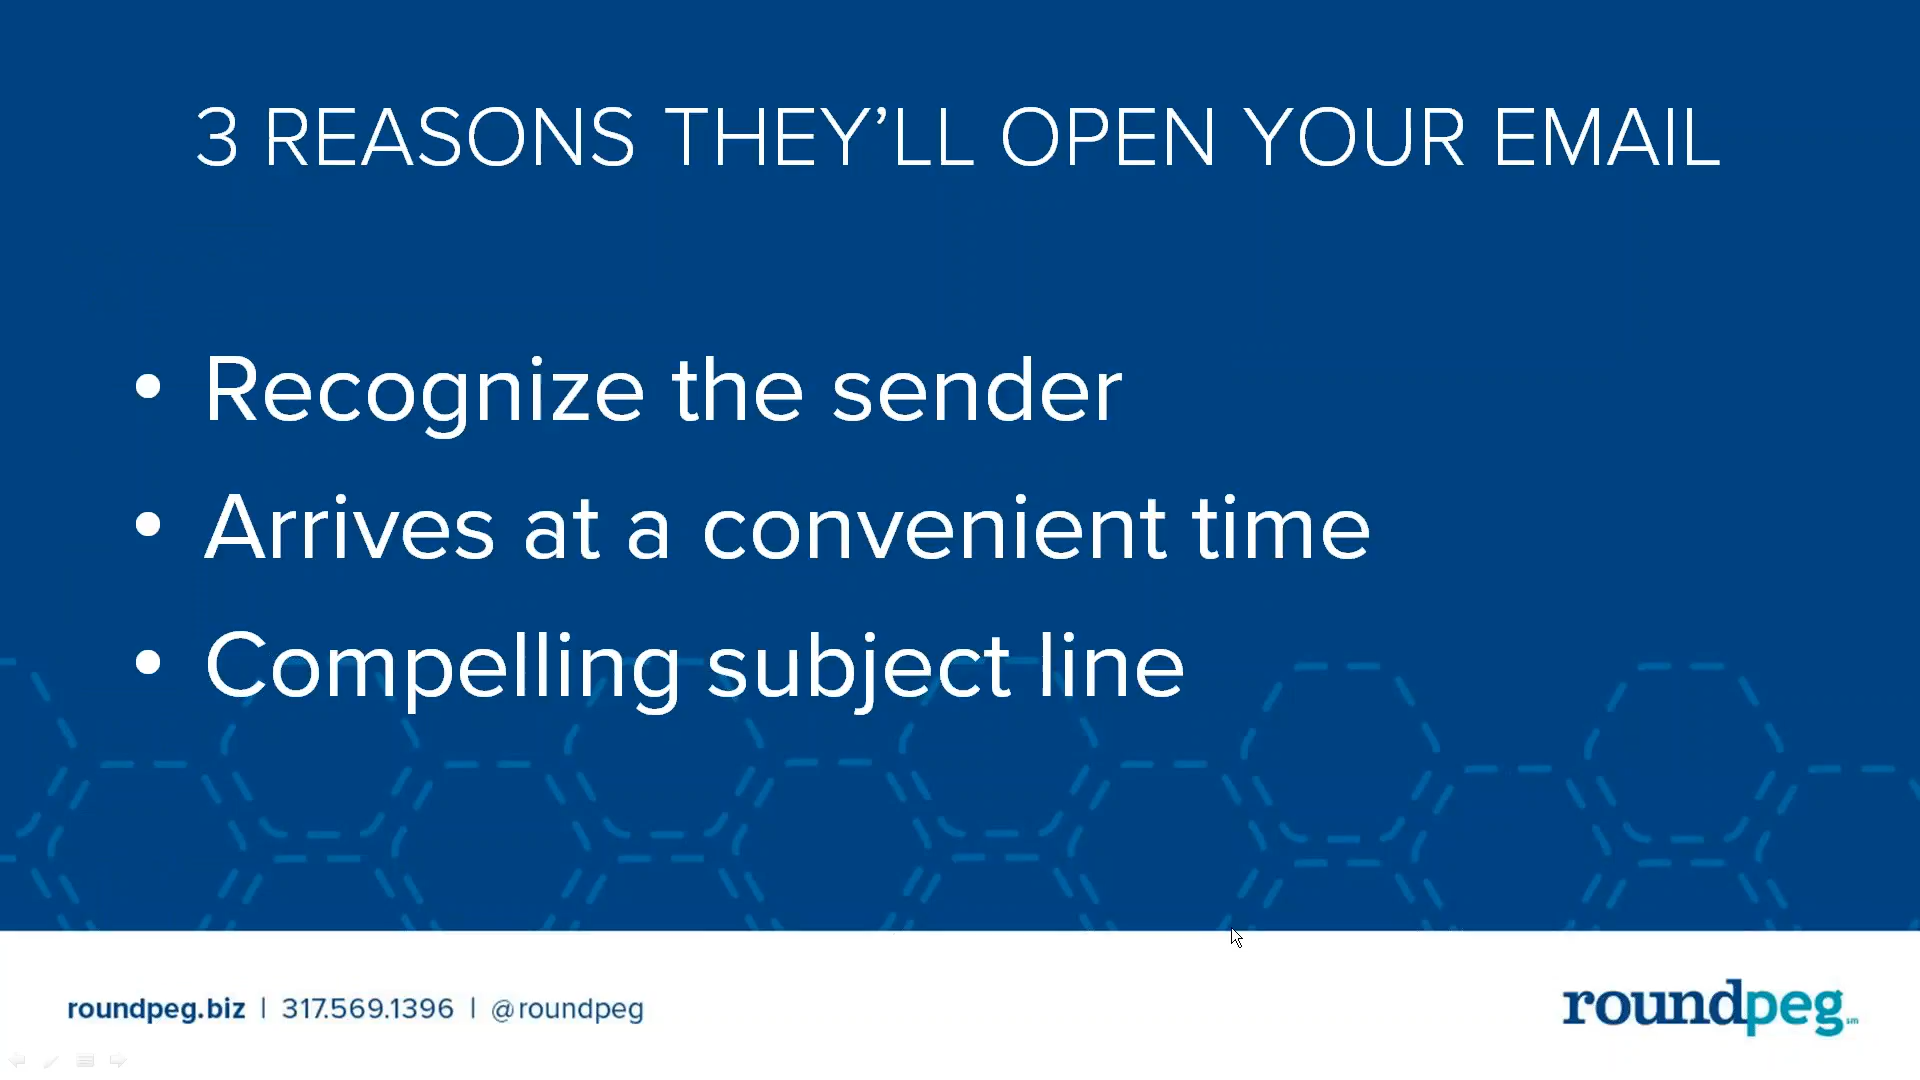 3 REASONS THEY’LL OPEN YOUR EMAIL
• Recognize the sender
• Arrives at a convenient time
• Compelling subject line
roundpeg.biz | 317.569.1396 | @roundpeg
roundpeg sm